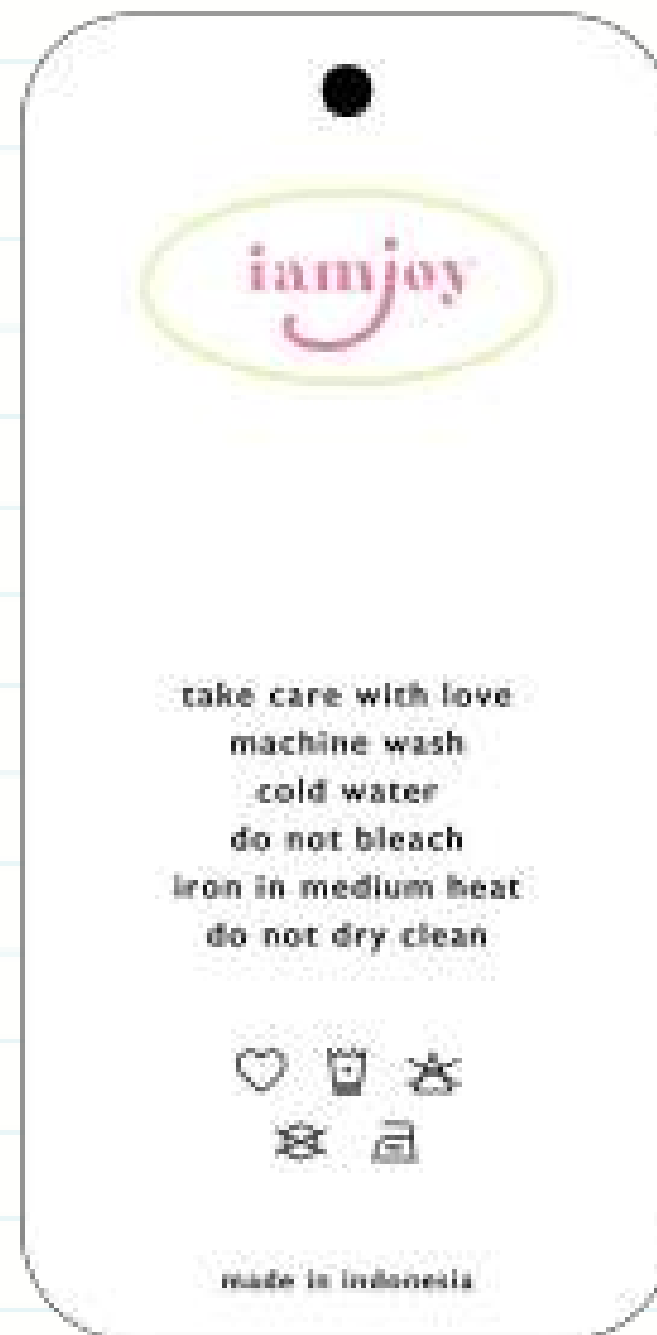 iamjoy
take care with love
machine wash
cold water
do not bleach
iron in medium heat
do not dry clean
made in indonesia